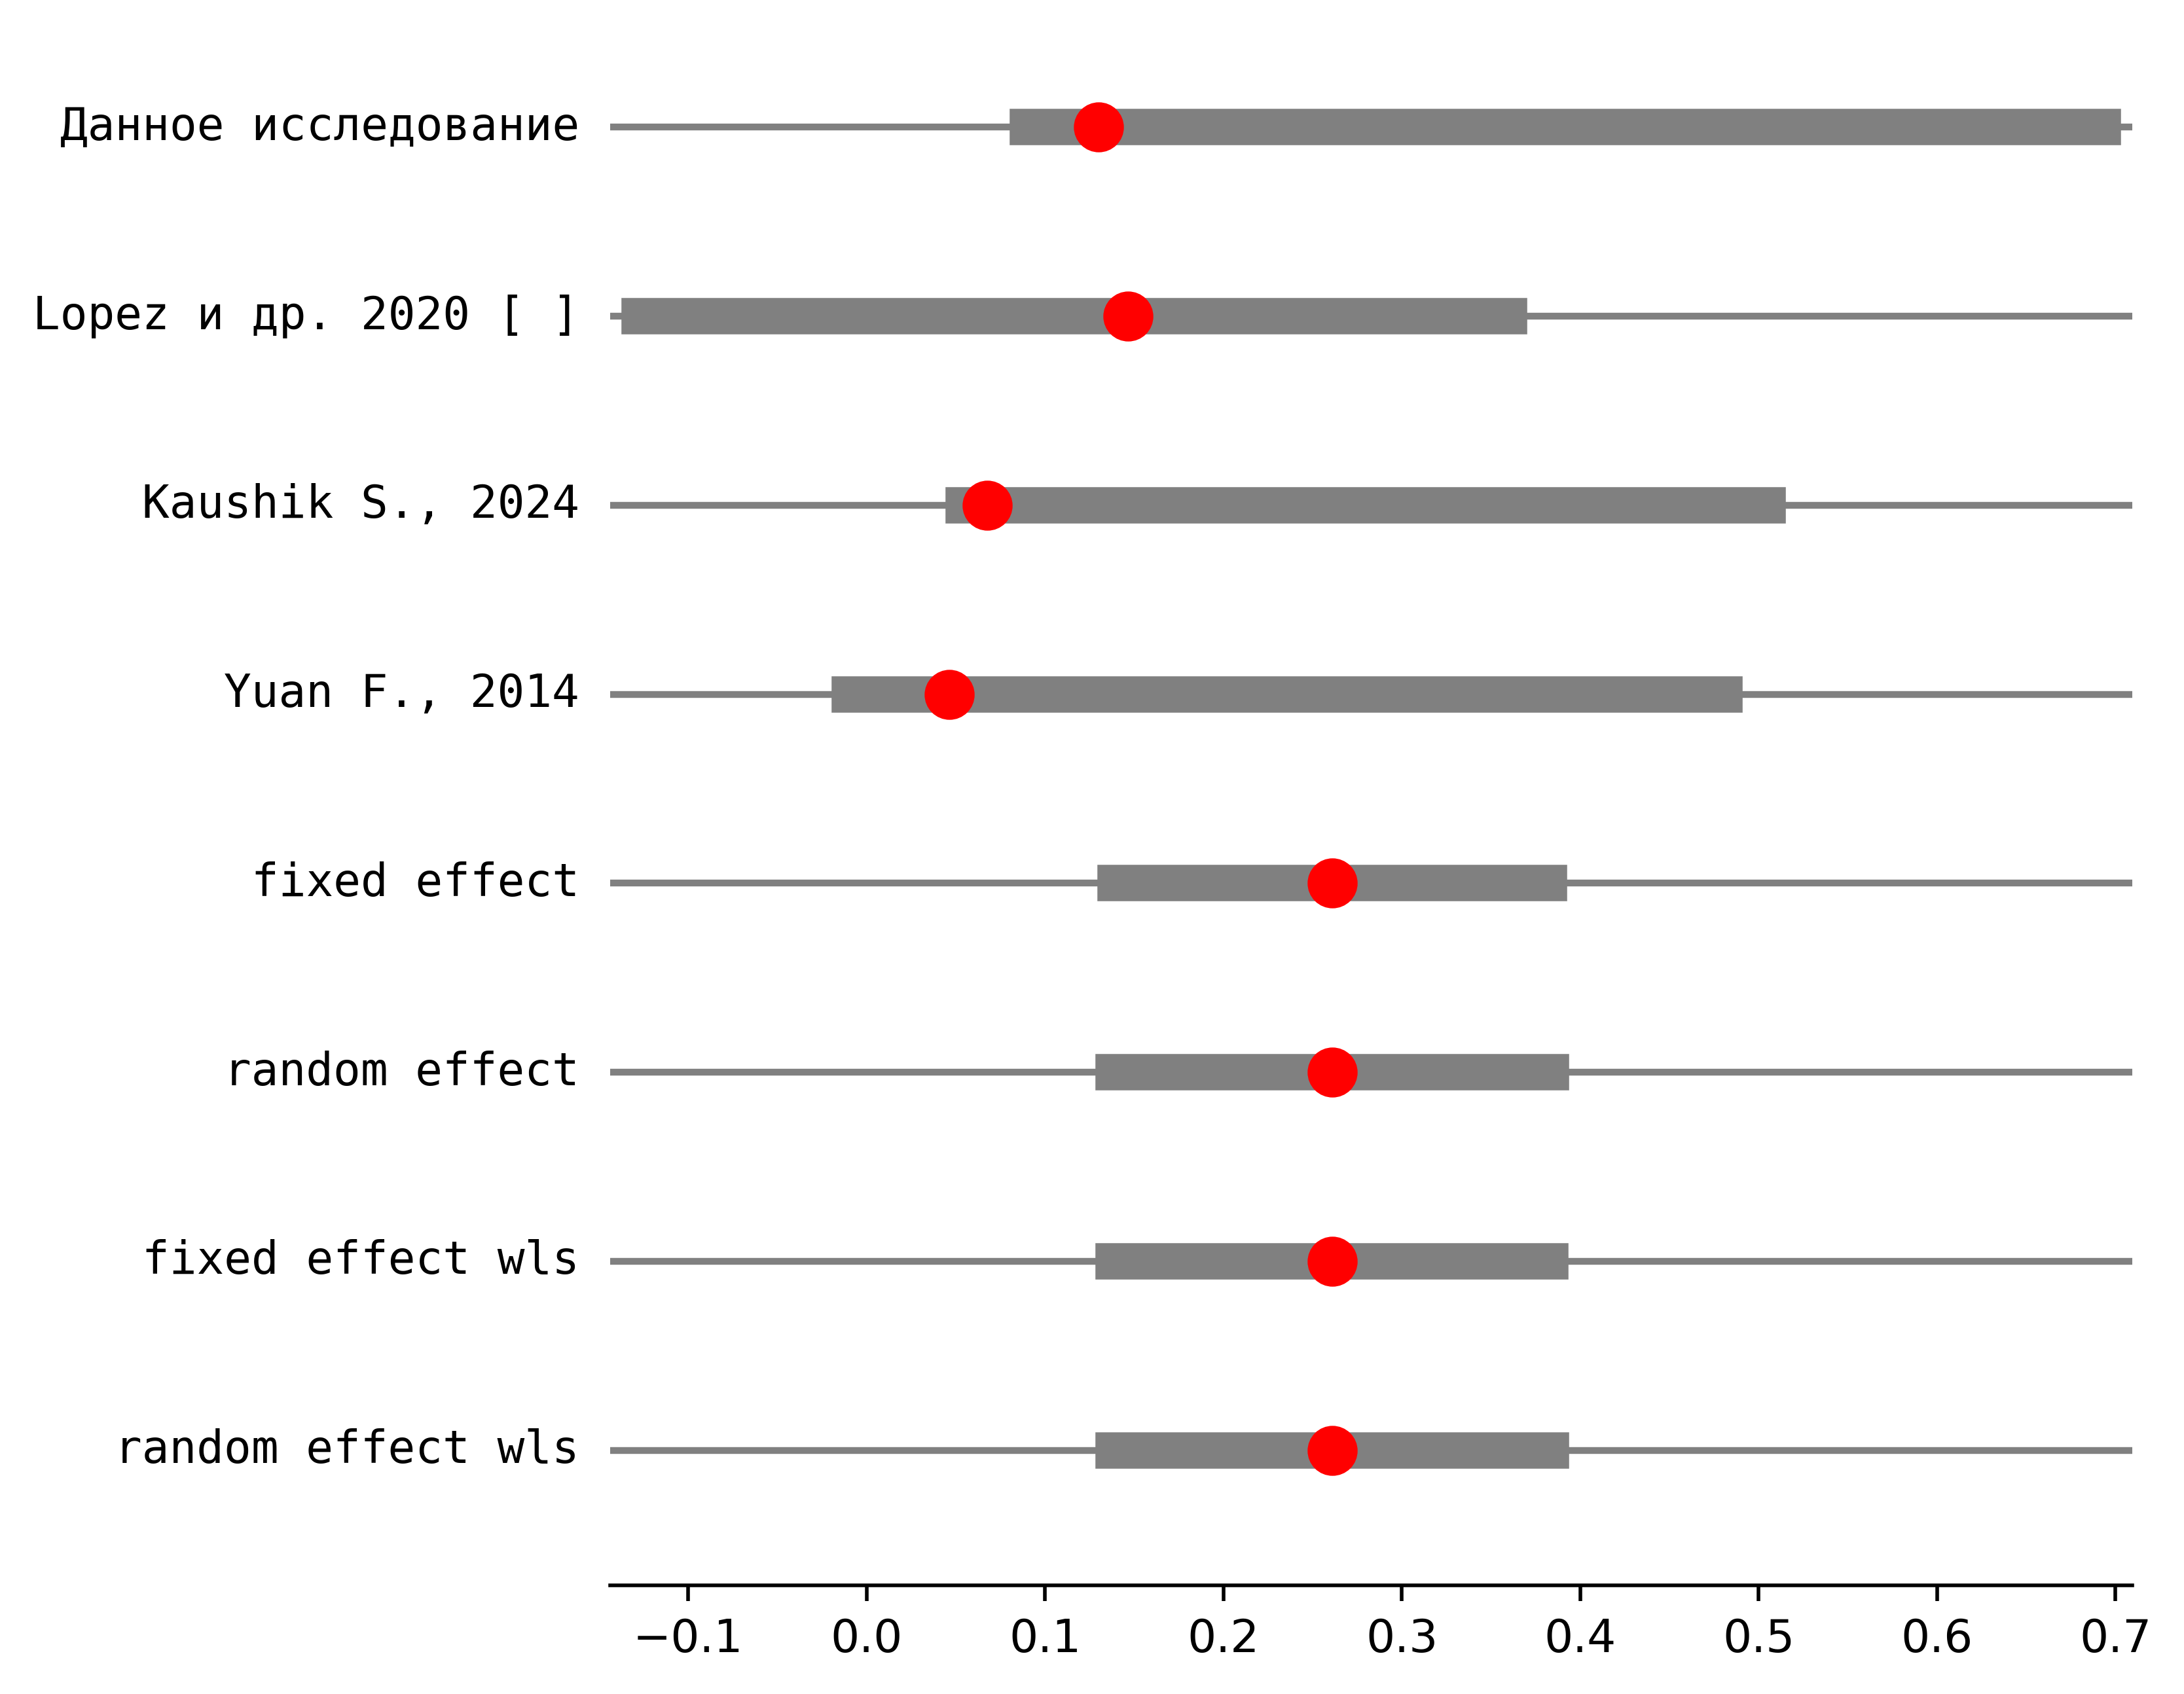 Данное исследование
Lopez и др. 2020 [ ]
Kaushik S., 2024
Yuan F., 2014
fixed effect
random effect
fixed effect wls
random effect wls
−0.1 0.0 0.1 0.2 0.3 0.4 0.5 0.6 0.7